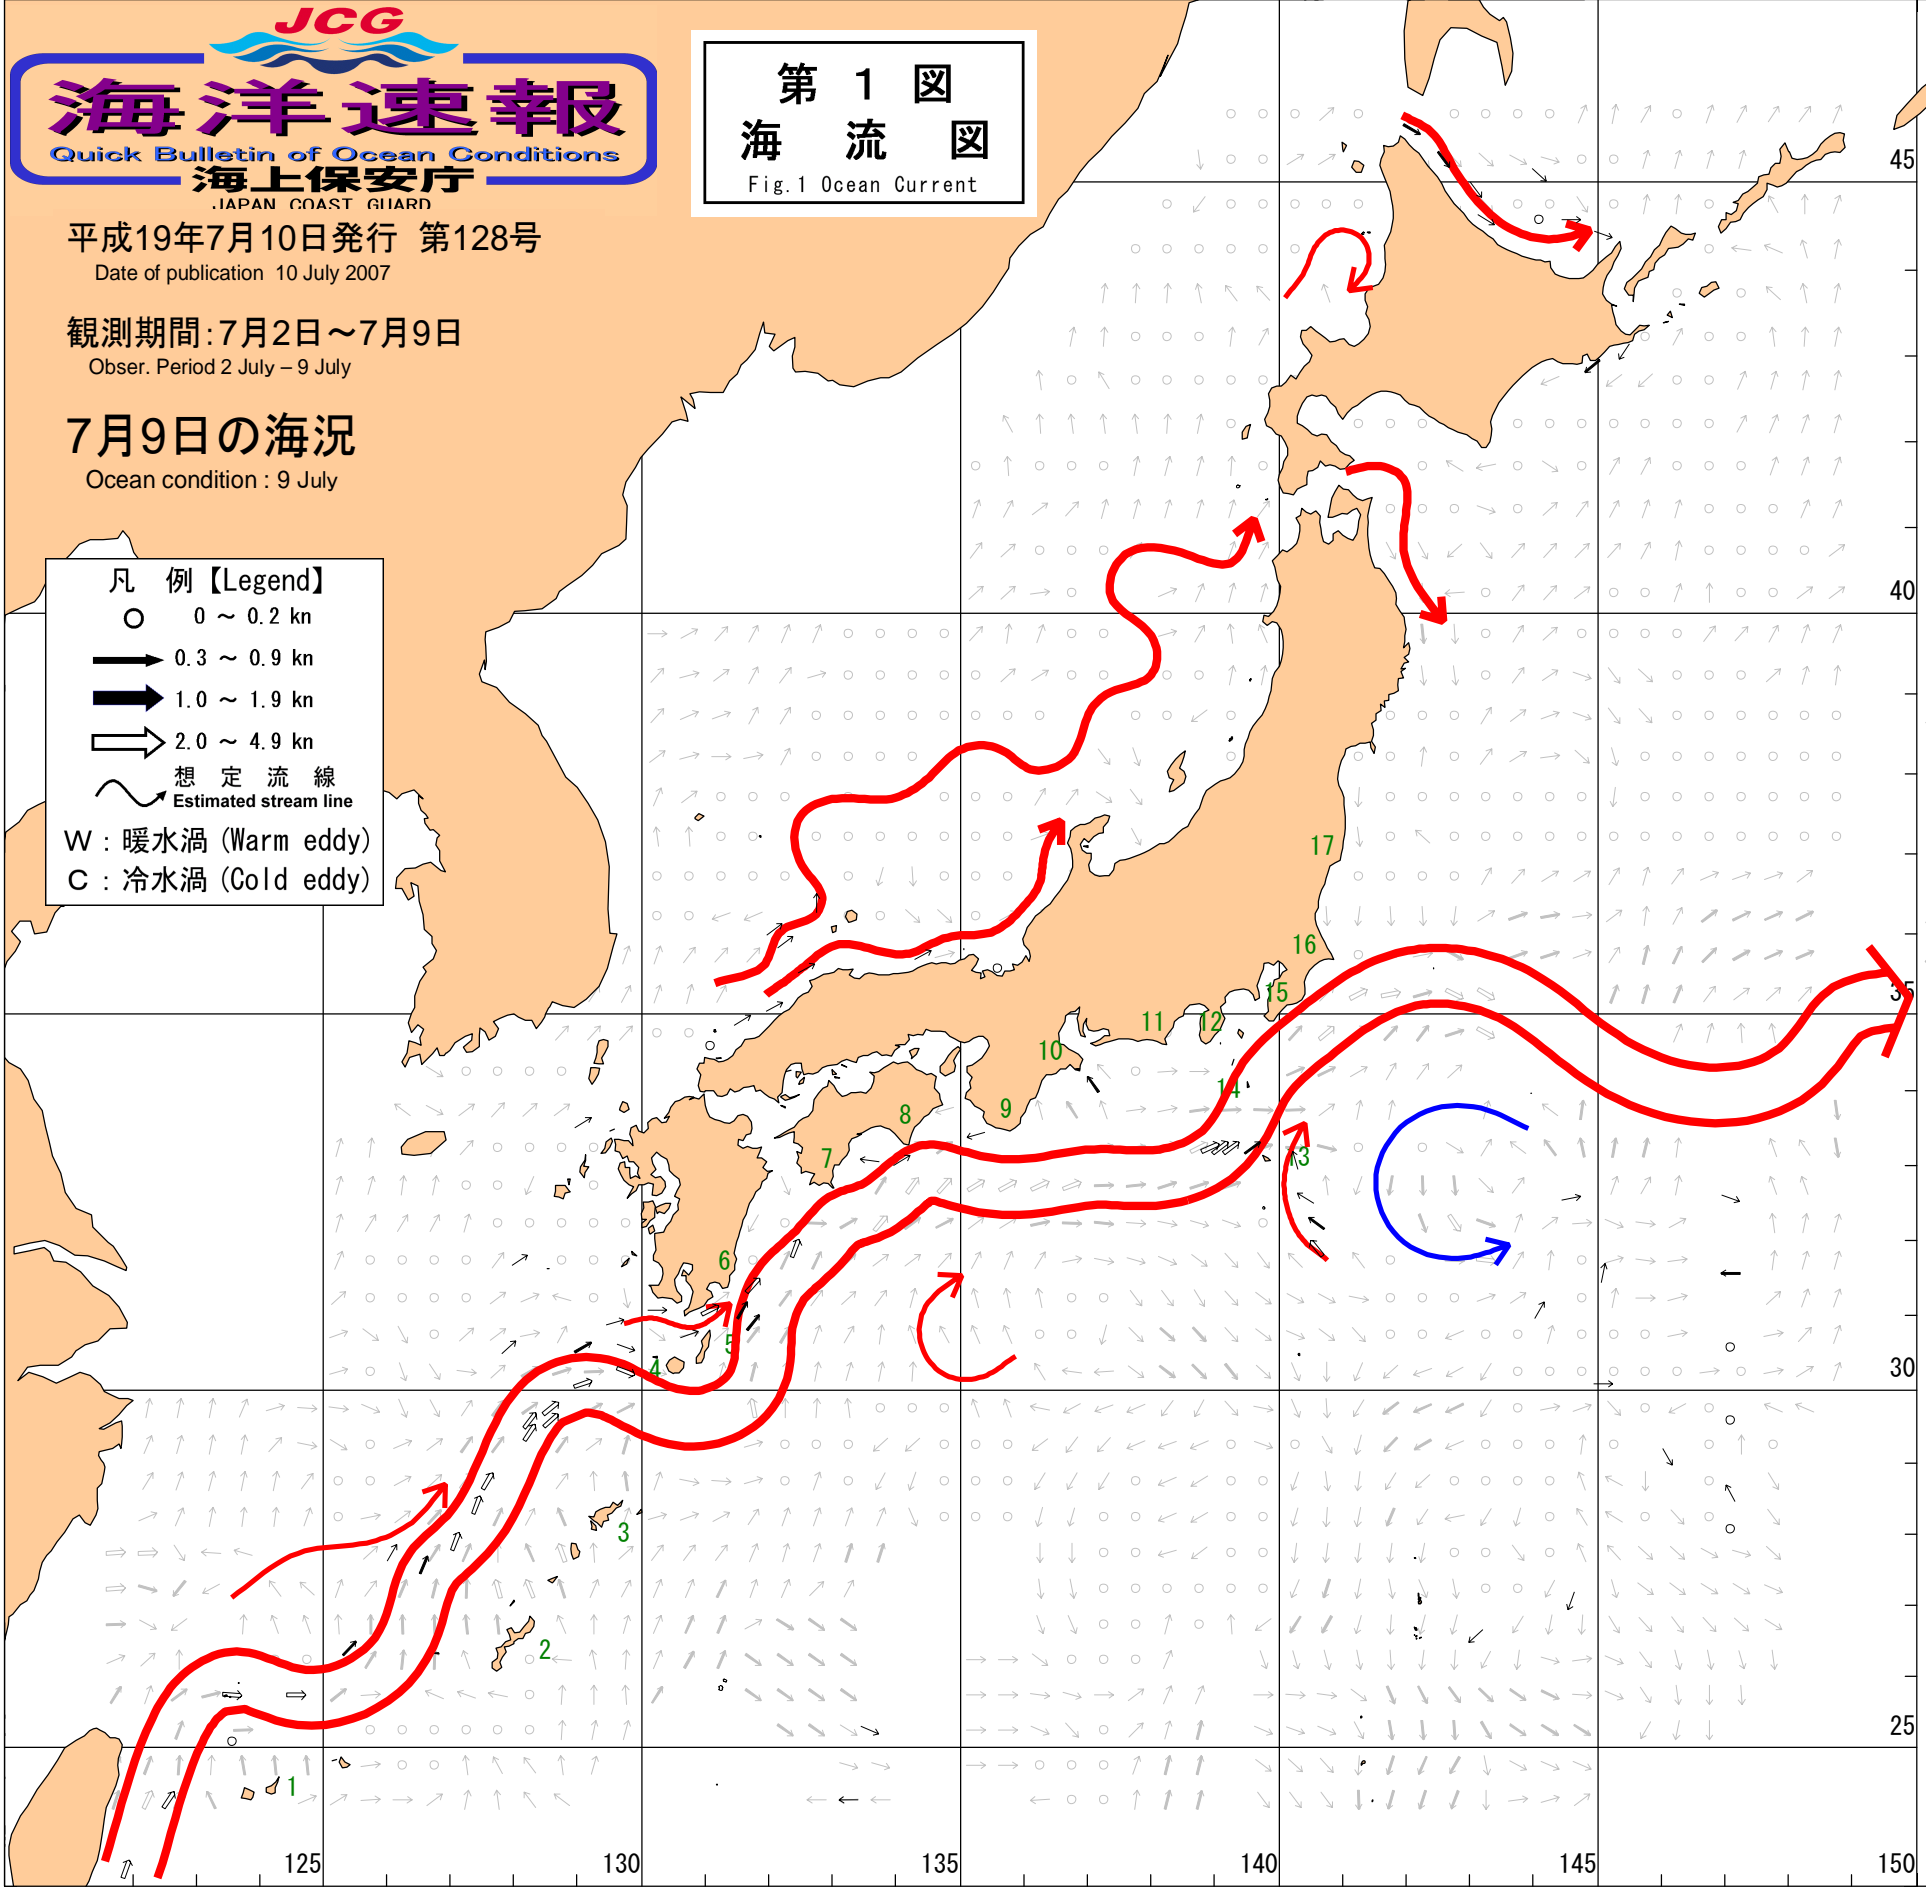 JCG
海洋速報
Quick Bulletin of Ocean Conditions
海上保安庁
JAPAN COAST GUARD
平成19年7月10日発行 第128号
Date of publication 10 July 2007
観測期間:7月2日～7月9日
Obser. Period 2 July – 9 July
7月9日の海況
Ocean condition : 9 July
第 1 図
海 流 図
Fig.1 Ocean Current
凡 例【Legend】
0 ～ 0.2 kn
0.3 ～ 0.9 kn
1.0 ～ 1.9 kn
2.0 ～ 4.9 kn
想 定 流 線
Estimated stream line
W : 暖水渦 (Warm eddy)
C : 冷水渦 (Cold eddy)
45
40
17
16
15
35
11
12
10
14
9
8
7
13
6
5
4
30
3
2
25
1
125
130
135
140
145
150